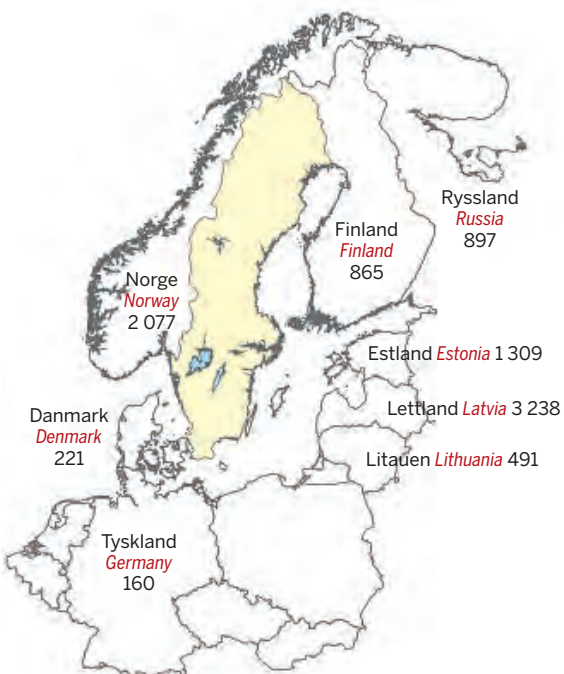 Ryssland
Russia
897
Finland
Finland
865
Norge
Norway
2 077
Estland Estonia 1 309
Lettland Latvia 3 238
Danmark
Denmark
221
Litauen Lithuania 491
Tyskland
Germany
160